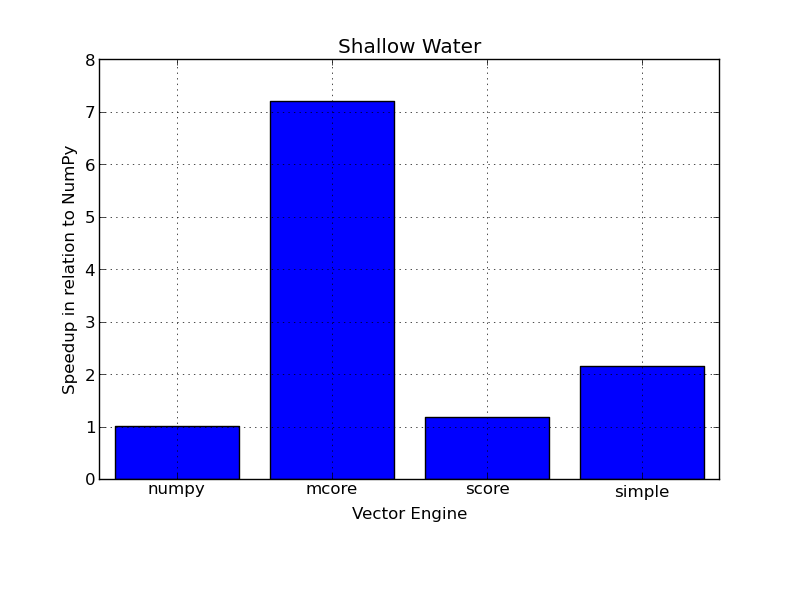 Shallow Water
8
7
6
5
4
3
2
1
0
Speedup in relation to NumPy
numpy mcore score simple
Vector Engine